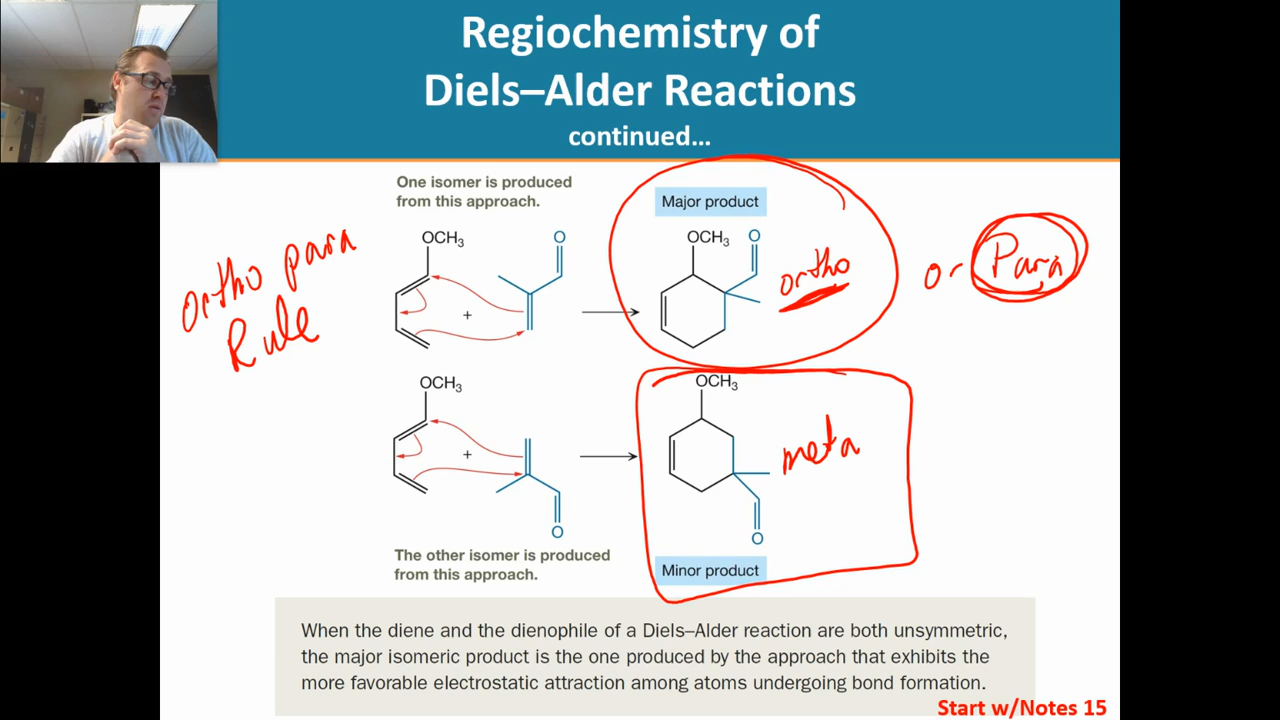 Regiochemistry of
Diels–Alder Reactions
continued…
One isomer is produced
from this approach.
Major product
OCH3
O
OCH3
O
+
ortho
or Para
ortho para
Rule
OCH3
OCH3
+
meta
O
O
The other isomer is produced
from this approach.
Minor product
When the diene and the dienophile of a Diels–Alder reaction are both unsymmetric,
the major isomeric product is the one produced by the approach that exhibits the
more favorable electrostatic attraction among atoms undergoing bond formation.
Start w/Notes 15